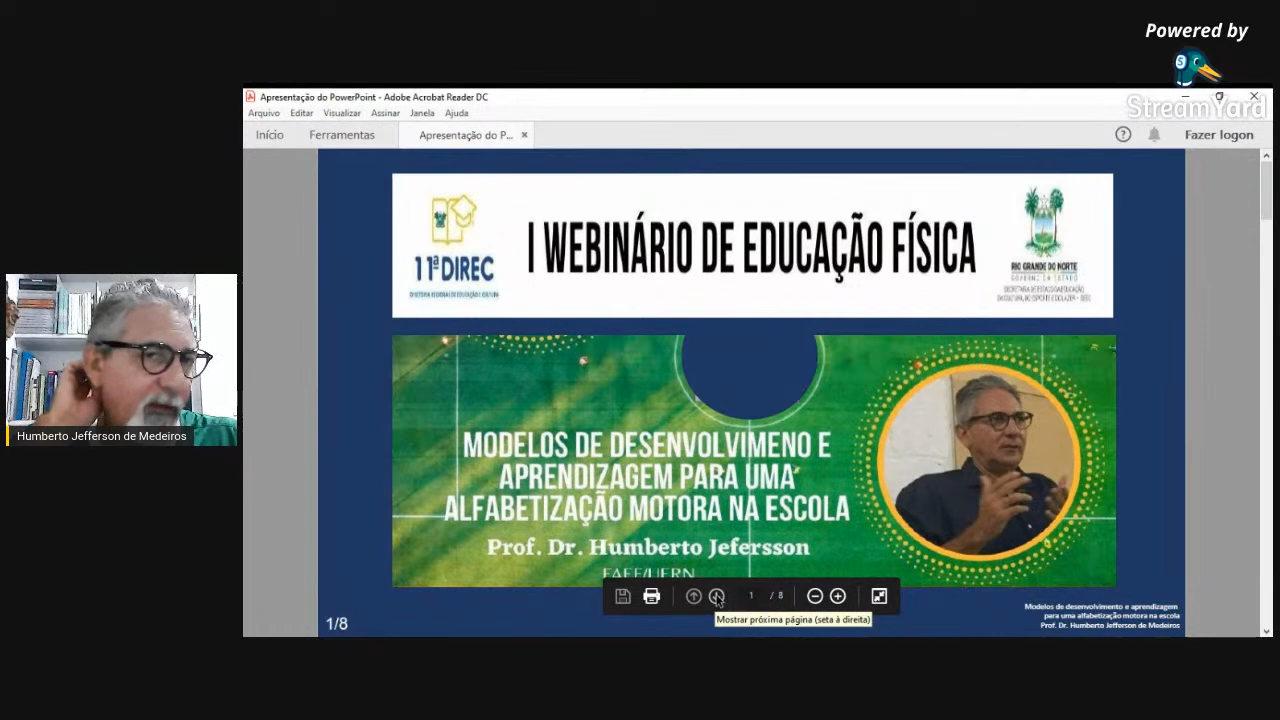 Powered by
StreamYard
Apresentação do PowerPoint - Adobe Acrobat Reader DC
Arquivo Editar Visualizar Assinar Janela Ajuda
Início Ferramentas Apresentação do P... × Fazer logon
11ª DIREC
I WEBINÁRIO DE EDUCAÇÃO FÍSICA
RIO GRANDE DO NORTE
GOVERNO DO ESTADO
MODELOS DE DESENVOLVIMENO E
APRENDIZAGEM PARA UMA
ALFABETIZAÇÃO MOTORA NA ESCOLA
Prof. Dr. Humberto Jefersson
Humberto Jefferson de Medeiros
1 / 8
Mostrar próxima página (seta à direita)
1/8
Modelos de desenvolvimento e aprendizagem
para uma alfabetização motora na escola
Prof. Dr. Humberto Jefferson de Medeiros